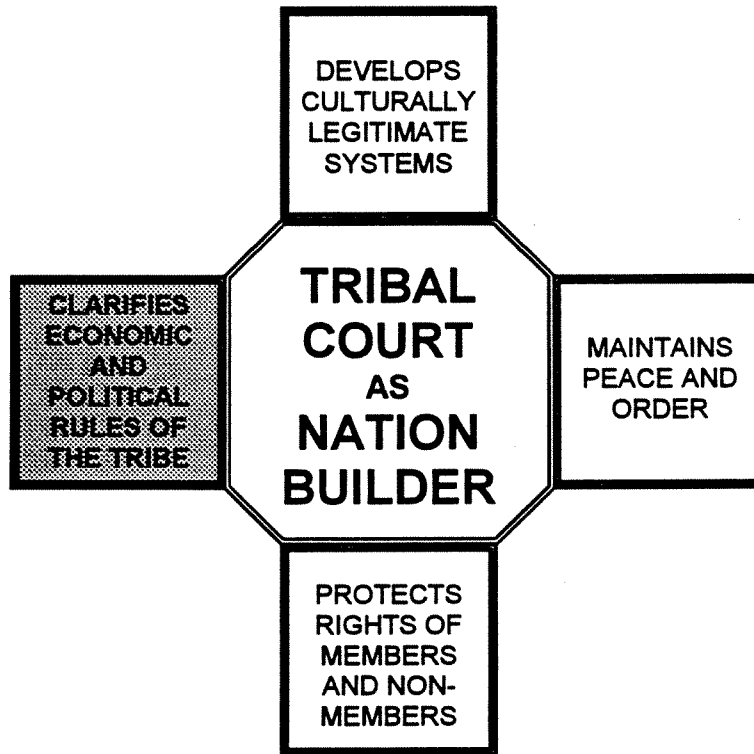 DEVELOPS
CULTURALLY
LEGITIMATE
SYSTEMS
CLARIFIES
ECONOMIC
AND
POLITICAL
RULES OF
THE TRIBE
TRIBAL
COURT
AS
NATION
BUILDER
MAINTAINS
PEACE AND
ORDER
PROTECTS
RIGHTS OF
MEMBERS
AND NON-
MEMBERS